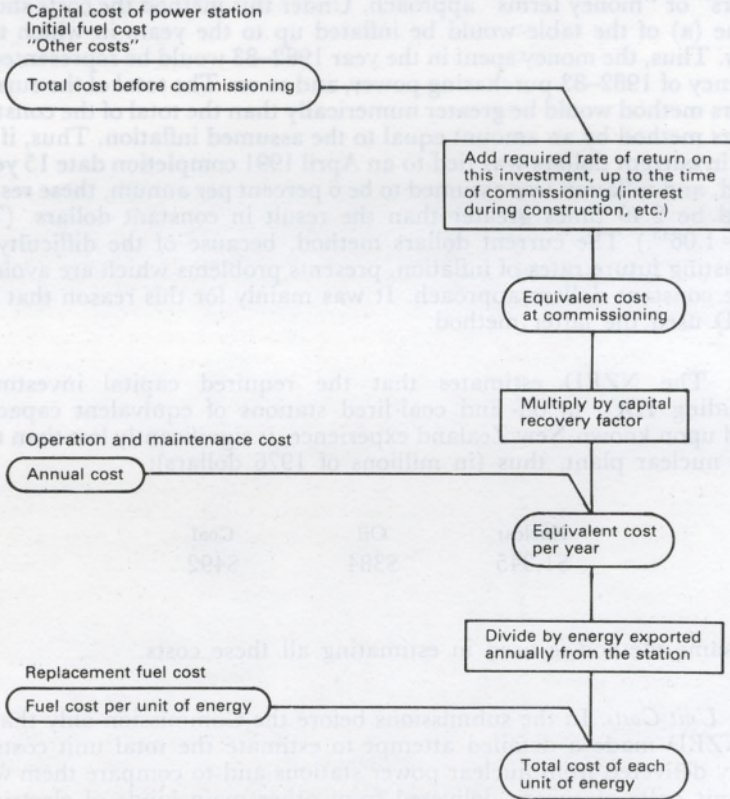 Capital cost of power station
Initial fuel cost
"Other costs"
Total cost before commissioning
Add required rate of return on
this investment, up to the time
of commissioning (interest
during construction, etc.)
Equivalent cost
at commissioning
Multiply by capital
recovery factor
Operation and maintenance cost
Annual cost
Equivalent cost
per year
Divide by energy exported
annually from the station
Replacement fuel cost
Fuel cost per unit of energy
Total cost of each
unit of energy